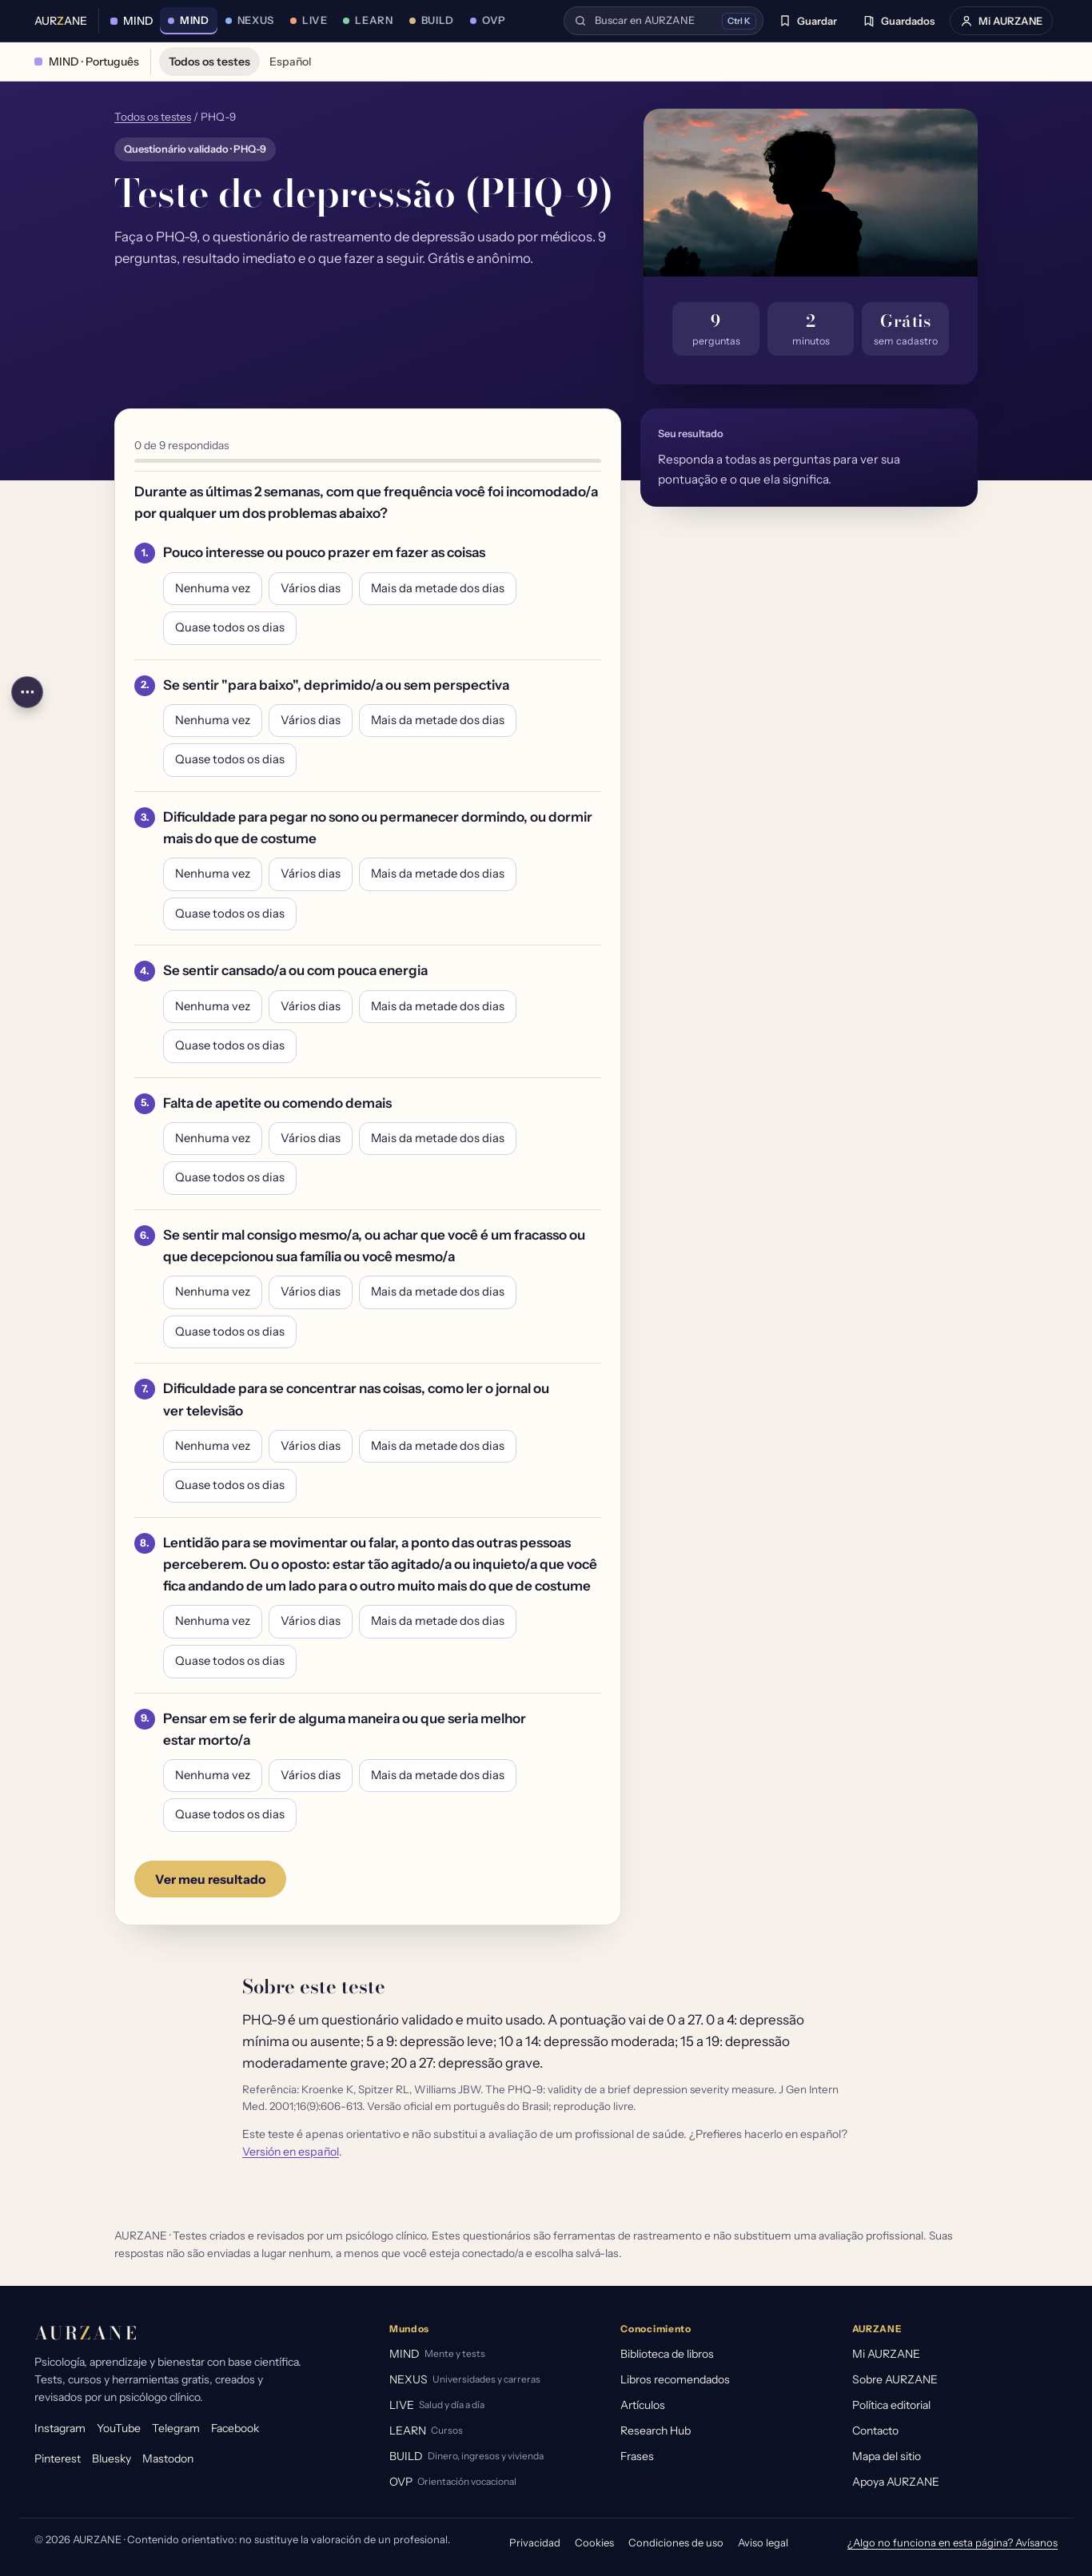 AURZANE
MIND
MIND
NEXUS
LIVE
LEARN
BUILD
OVP
Buscar en AURZANE
Ctrl K
Guardar
Guardados
Mi AURZANE
MIND · Português
Todos os testes
Español
Todos os testes / PHQ-9
Questionário validado · PHQ-9
Teste de depressão (PHQ-9)
Faça o PHQ-9, o questionário de rastreamento de depressão usado por médicos. 9
perguntas, resultado imediato e o que fazer a seguir. Grátis e anônimo.
9
perguntas
2
minutos
Grátis
sem cadastro
0 de 9 respondidas
Seu resultado
Responda a todas as perguntas para ver sua
pontuação e o que ela significa.
Durante as últimas 2 semanas, com que frequência você foi incomodado/a
por qualquer um dos problemas abaixo?
1. Pouco interesse ou pouco prazer em fazer as coisas
Nenhuma vez
Vários dias
Mais da metade dos dias
Quase todos os dias
2. Se sentir "para baixo", deprimido/a ou sem perspectiva
Nenhuma vez
Vários dias
Mais da metade dos dias
Quase todos os dias
3. Dificuldade para pegar no sono ou permanecer dormindo, ou dormir
mais do que de costume
Nenhuma vez
Vários dias
Mais da metade dos dias
Quase todos os dias
4. Se sentir cansado/a ou com pouca energia
Nenhuma vez
Vários dias
Mais da metade dos dias
Quase todos os dias
5. Falta de apetite ou comendo demais
Nenhuma vez
Vários dias
Mais da metade dos dias
Quase todos os dias
6. Se sentir mal consigo mesmo/a, ou achar que você é um fracasso ou
que decepcionou sua família ou você mesmo/a
Nenhuma vez
Vários dias
Mais da metade dos dias
Quase todos os dias
7. Dificuldade para se concentrar nas coisas, como ler o jornal ou
ver televisão
Nenhuma vez
Vários dias
Mais da metade dos dias
Quase todos os dias
8. Lentidão para se movimentar ou falar, a ponto das outras pessoas
perceberem. Ou o oposto: estar tão agitado/a ou inquieto/a que você
fica andando de um lado para o outro muito mais do que de costume
Nenhuma vez
Vários dias
Mais da metade dos dias
Quase todos os dias
9. Pensar em se ferir de alguma maneira ou que seria melhor
estar morto/a
Nenhuma vez
Vários dias
Mais da metade dos dias
Quase todos os dias
Ver meu resultado
Sobre este teste
PHQ-9 é um questionário validado e muito usado. A pontuação vai de 0 a 27. 0 a 4: depressão
mínima ou ausente; 5 a 9: depressão leve; 10 a 14: depressão moderada; 15 a 19: depressão
moderadamente grave; 20 a 27: depressão grave.
Referência: Kroenke K, Spitzer RL, Williams JBW. The PHQ-9: validity of a brief depression severity measure. J Gen Intern
Med. 2001;16(9):606-613. Versão oficial em português do Brasil; reprodução livre.
Este teste é apenas orientativo e não substitui a avaliação de um profissional de saúde. ¿Prefieres hacerlo en español?
Versión en español.
AURZANE · Testes criados e revisados por um psicólogo clínico. Estes questionários são ferramentas de rastreamento e não substituem uma avaliação profissional. Suas
respostas não são enviadas a lugar nenhum, a menos que você esteja conectado/a e escolha salvá-las.
AURZANE
Psicología, aprendizaje y bienestar con base científica.
Tests, cursos y herramientas gratis, creados y
revisados por un psicólogo clínico.
Instagram YouTube Telegram Facebook
Pinterest Bluesky Mastodon
Mundos
MIND Mente y tests
NEXUS Universidades y carreras
LIVE Salud y día a día
LEARN Cursos
BUILD Dinero, ingresos y vivienda
OVP Orientación vocacional
Conocimiento
Biblioteca de libros
Libros recomendados
Artículos
Research Hub
Frases
AURZANE
Mi AURZANE
Sobre AURZANE
Política editorial
Contacto
Mapa del sitio
Apoya AURZANE
© 2026 AURZANE · Contenido orientativo: no sustituye la valoración de un profesional.
Privacidad
Cookies
Condiciones de uso
Aviso legal
¿Algo no funciona en esta página? Avísanos